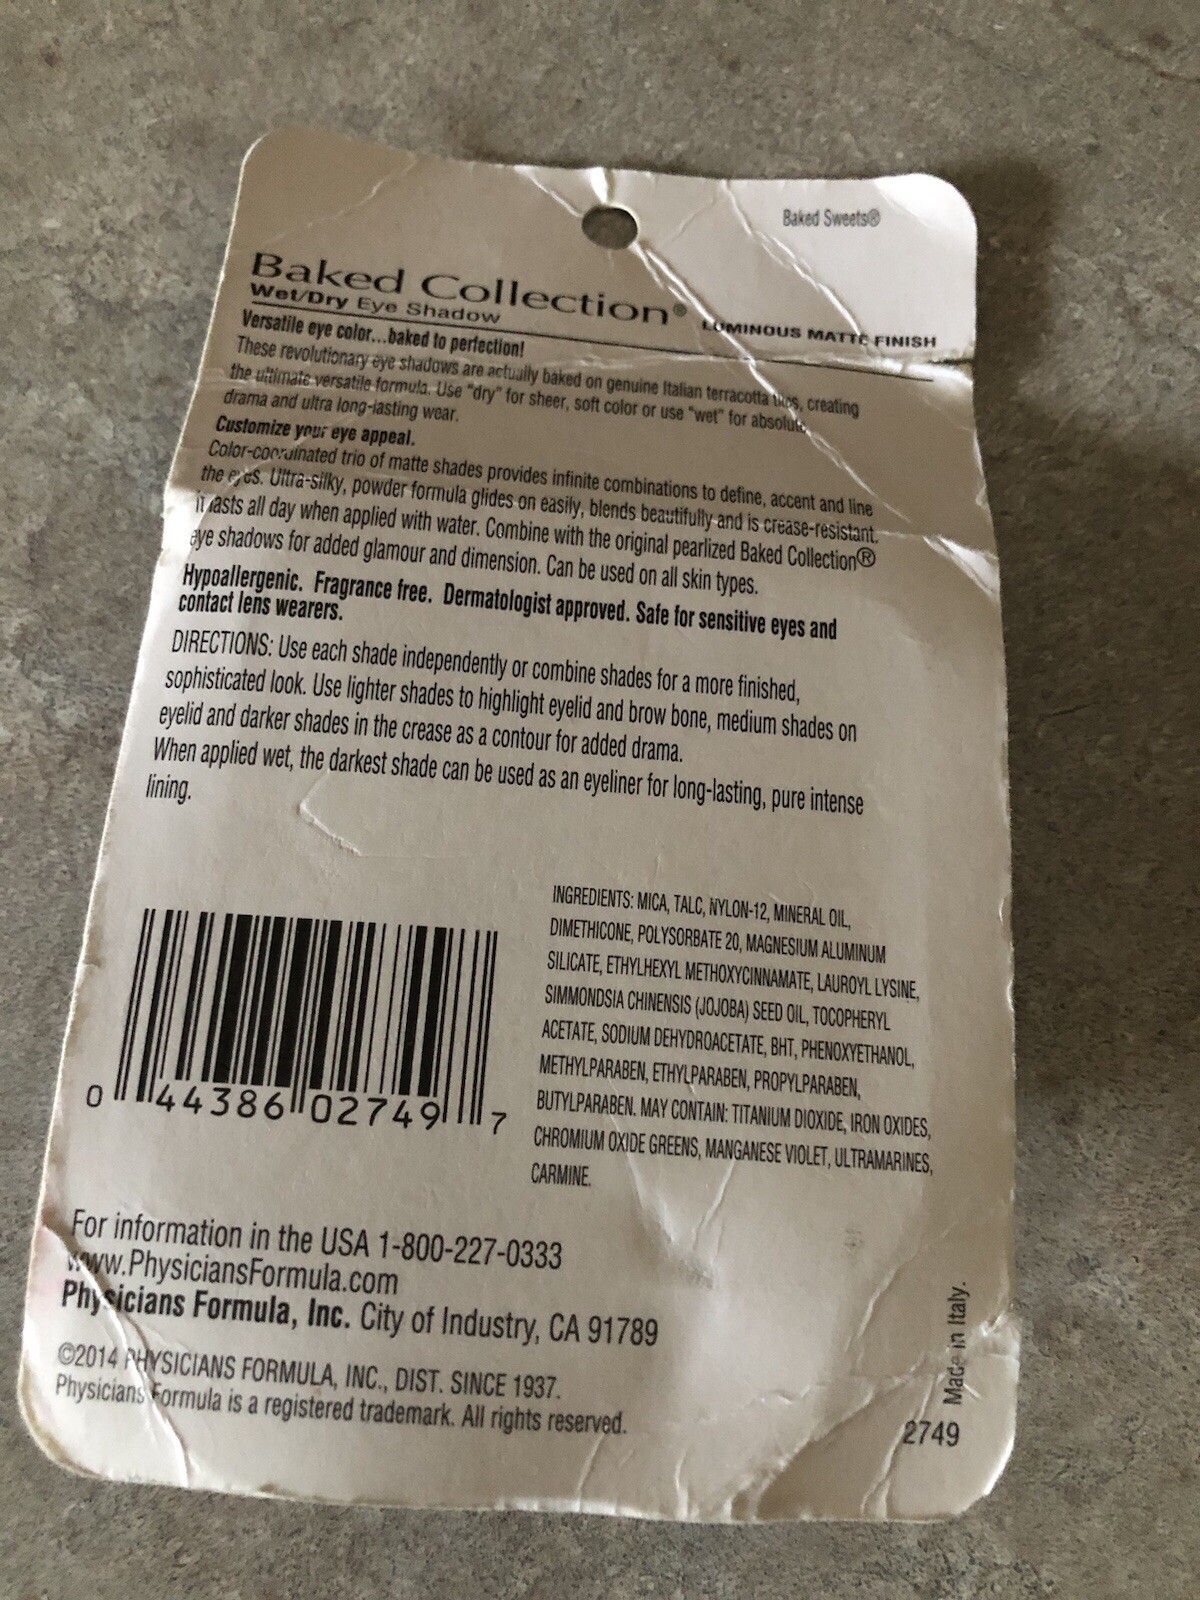 Baked Sweets®
Baked Collection®
Wet/Dry Eye Shadow
LUMINOUS MATTE FINISH
Versatile eye color...baked to perfection!
These revolutionary eye shadows are actually baked on genuine Italian terracotta tiles, creating
the ultimate versatile formula. Use "dry" for sheer, soft color or use "wet" for absolute
drama and ultra long-lasting wear.
Customize your eye appeal.
Color-coordinated trio of matte shades provides infinite combinations to define, accent and line
the eyes. Ultra-silky, powder formula glides on easily, blends beautifully and is crease-resistant.
It lasts all day when applied with water. Combine with the original pearlized Baked Collection®
eye shadows for added glamour and dimension. Can be used on all skin types.
Hypoallergenic. Fragrance free. Dermatologist approved. Safe for sensitive eyes and
contact lens wearers.
DIRECTIONS: Use each shade independently or combine shades for a more finished,
sophisticated look. Use lighter shades to highlight eyelid and brow bone, medium shades on
eyelid and darker shades in the crease as a contour for added drama.
When applied wet, the darkest shade can be used as an eyeliner for long-lasting, pure intense
lining.
INGREDIENTS: MICA, TALC, NYLON-12, MINERAL OIL,
DIMETHICONE, POLYSORBATE 20, MAGNESIUM ALUMINUM
SILICATE, ETHYLHEXYL METHOXYCINNAMATE, LAUROYL LYSINE,
SIMMONDSIA CHINENSIS (JOJOBA) SEED OIL, TOCOPHERYL
ACETATE, SODIUM DEHYDROACETATE, BHT, PHENOXYETHANOL,
METHYLPARABEN, ETHYLPARABEN, PROPYLPARABEN,
BUTYLPARABEN. MAY CONTAIN: TITANIUM DIOXIDE, IRON OXIDES,
CHROMIUM OXIDE GREENS, MANGANESE VIOLET, ULTRAMARINES,
CARMINE.
0 44386 02749 7
For information in the USA 1-800-227-0333
www.PhysiciansFormula.com
Physicians Formula, Inc. City of Industry, CA 91789
©2014 PHYSICIANS FORMULA, INC., DIST. SINCE 1937.
Physicians Formula is a registered trademark. All rights reserved.
Made in Italy.
2749